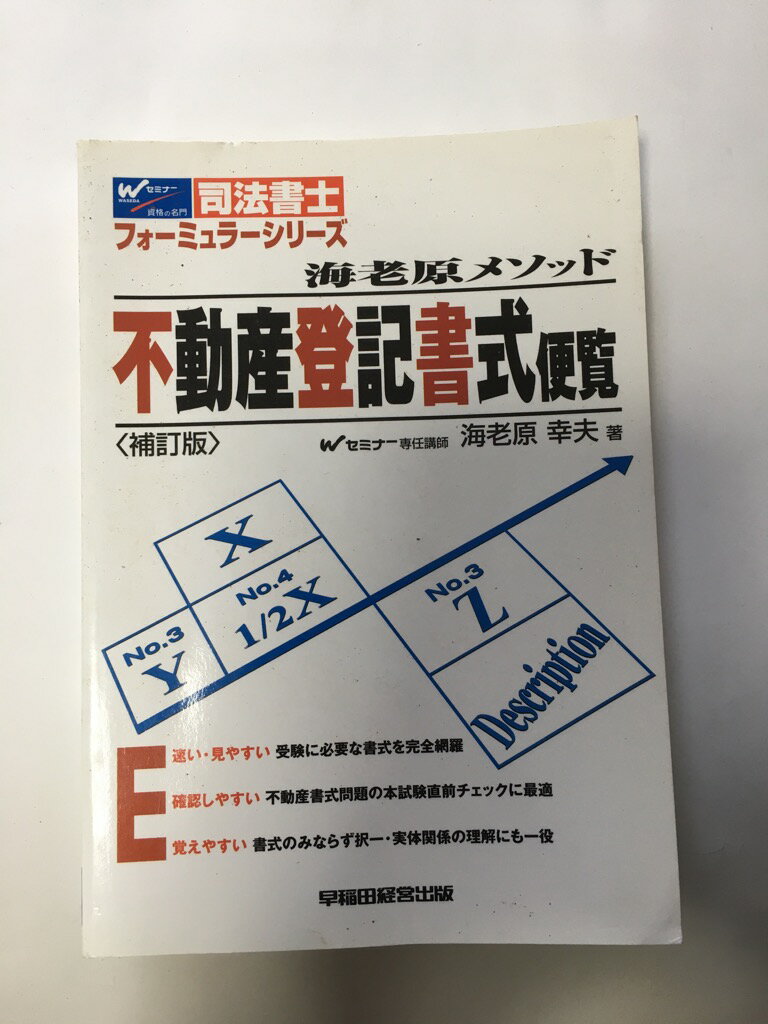 W セミナー
WASEDA
資格の名門
司法書士
フォーミュラーシリーズ
海老原メソッド
不動産登記書式便覧
〈補訂版〉
Wセミナー専任講師 海老原 幸夫 著
X
No.4
1/2X
No.3
Y
No.3
Z
Description
E
速い・見やすい 受験に必要な書式を完全網羅
確認しやすい 不動産書式問題の本試験直前チェックに最適
覚えやすい 書式のみならず択一・実体関係の理解にも一役
早稲田経営出版